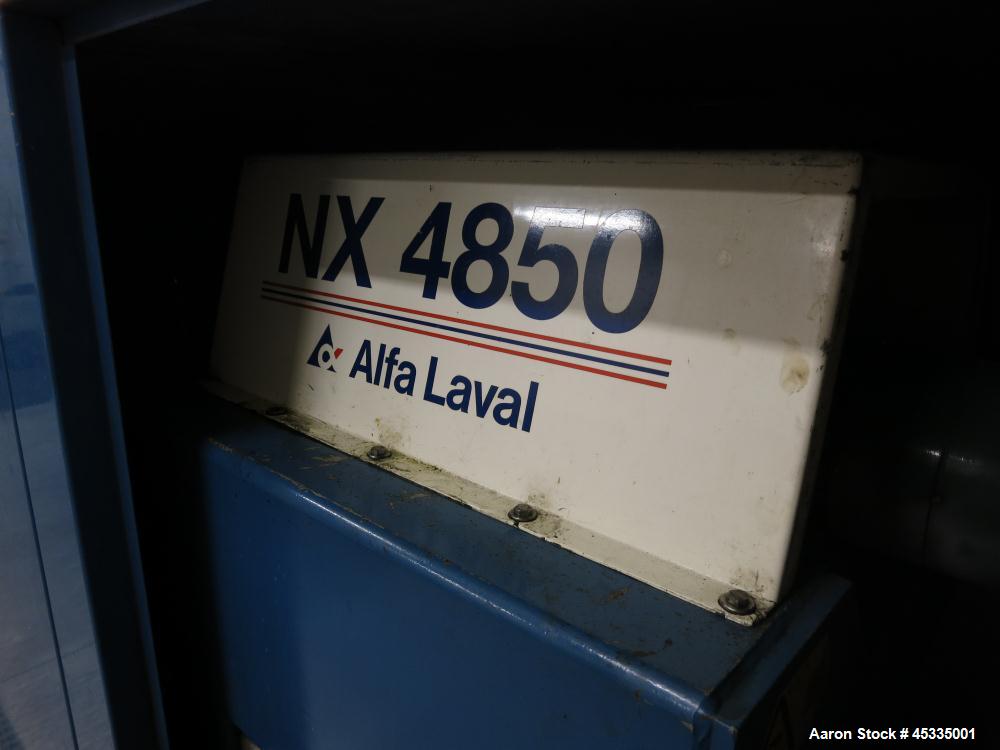 NX 4850
Alfa Laval
Aaron Stock # 45335001